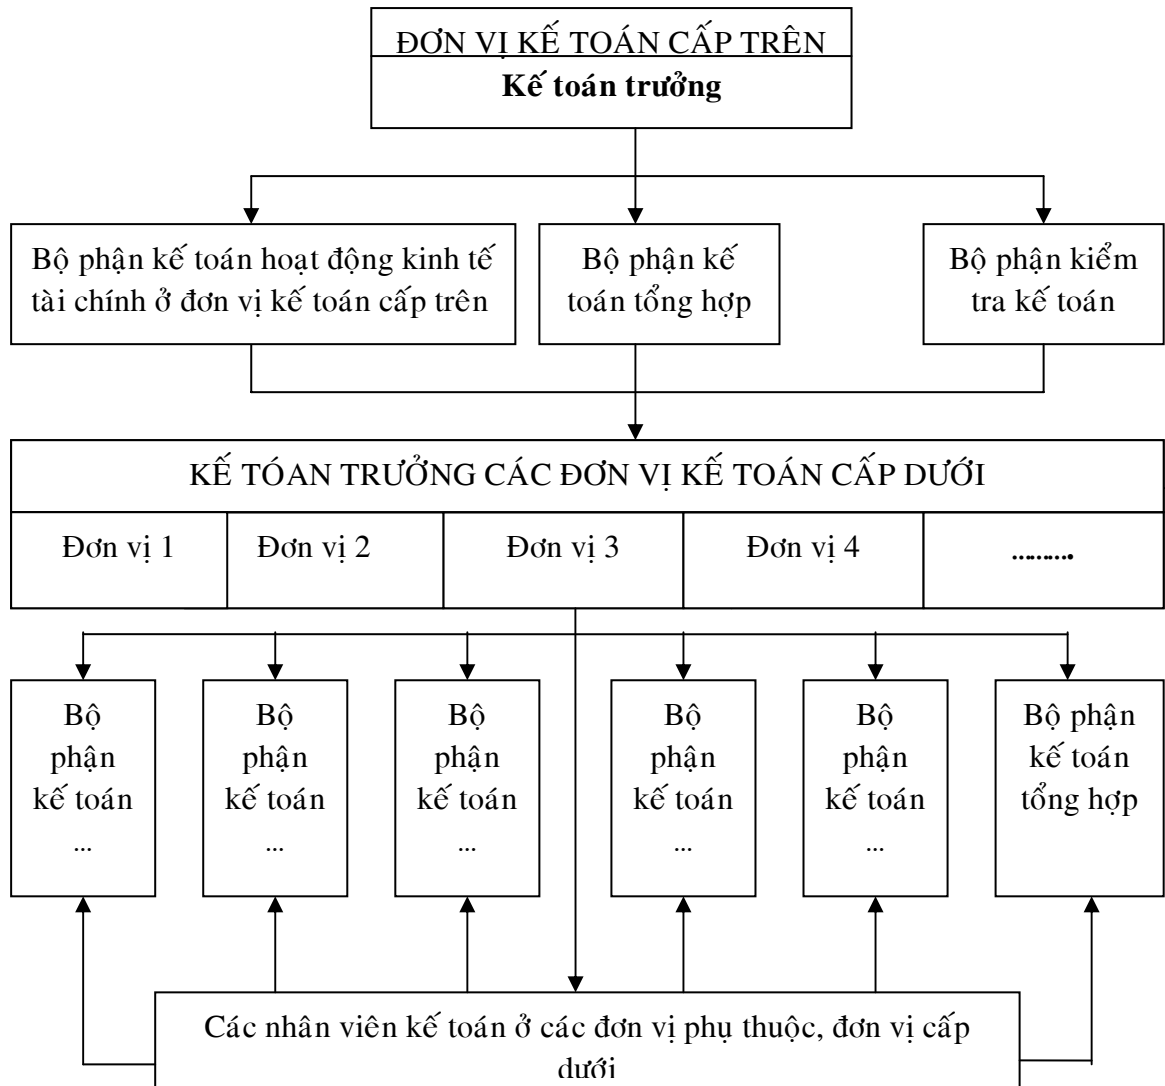 ĐƠN VỊ KẾ TOÁN CẤP TRÊN
Kế toán trưởng
Bộ phận kế toán hoạt động kinh tế
tài chính ở đơn vị kế toán cấp trên
Bộ phận kế
toán tổng hợp
Bộ phận kiểm
tra kế toán
KẾ TÓAN TRƯỞNG CÁC ĐƠN VỊ KẾ TOÁN CẤP DƯỚI
Đơn vị 1
Đơn vị 2
Đơn vị 3
Đơn vị 4
……….
Bộ
phận
kế toán
...
Bộ
phận
kế toán
...
Bộ
phận
kế toán
...
Bộ
phận
kế toán
...
Bộ
phận
kế toán
...
Bộ phận
kế toán
tổng hợp
Các nhân viên kế toán ở các đơn vị phụ thuộc, đơn vị cấp
dưới